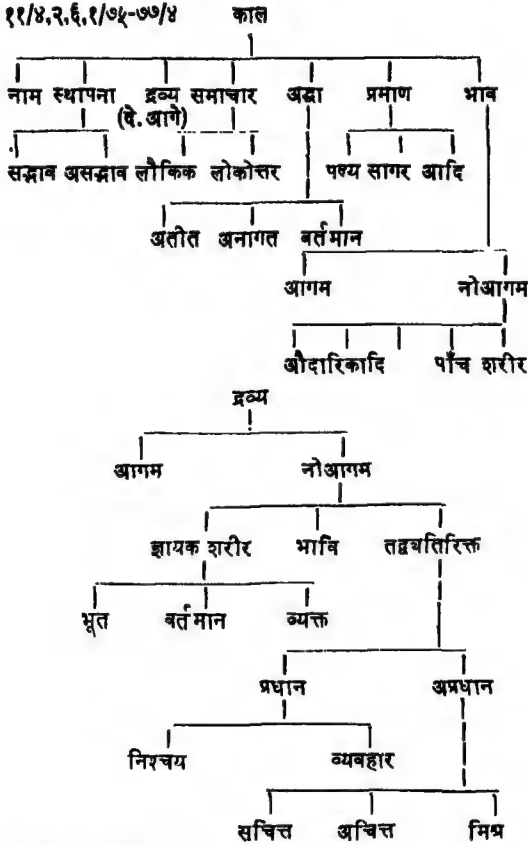 ११/४,२,६,१/७५-७७/४ काल
नाम स्थापना द्रव्य समाचार अद्धा प्रमाण भाव
(दे. आगे)
सद्भाव असद्भाव लौकिक लोकोत्तर पल्य सागर आदि
अतीत अनागत वर्तमान
आगम नोआगम
औदारिकादि पाँच शरीर
द्रव्य
आगम नोआगम
ज्ञायक शरीर भावि तद्वयतिरिक्त
भूत वर्तमान व्यक्त
प्रधान अप्रधान
निश्चय व्यवहार
सचित्त अचित्त मिश्र